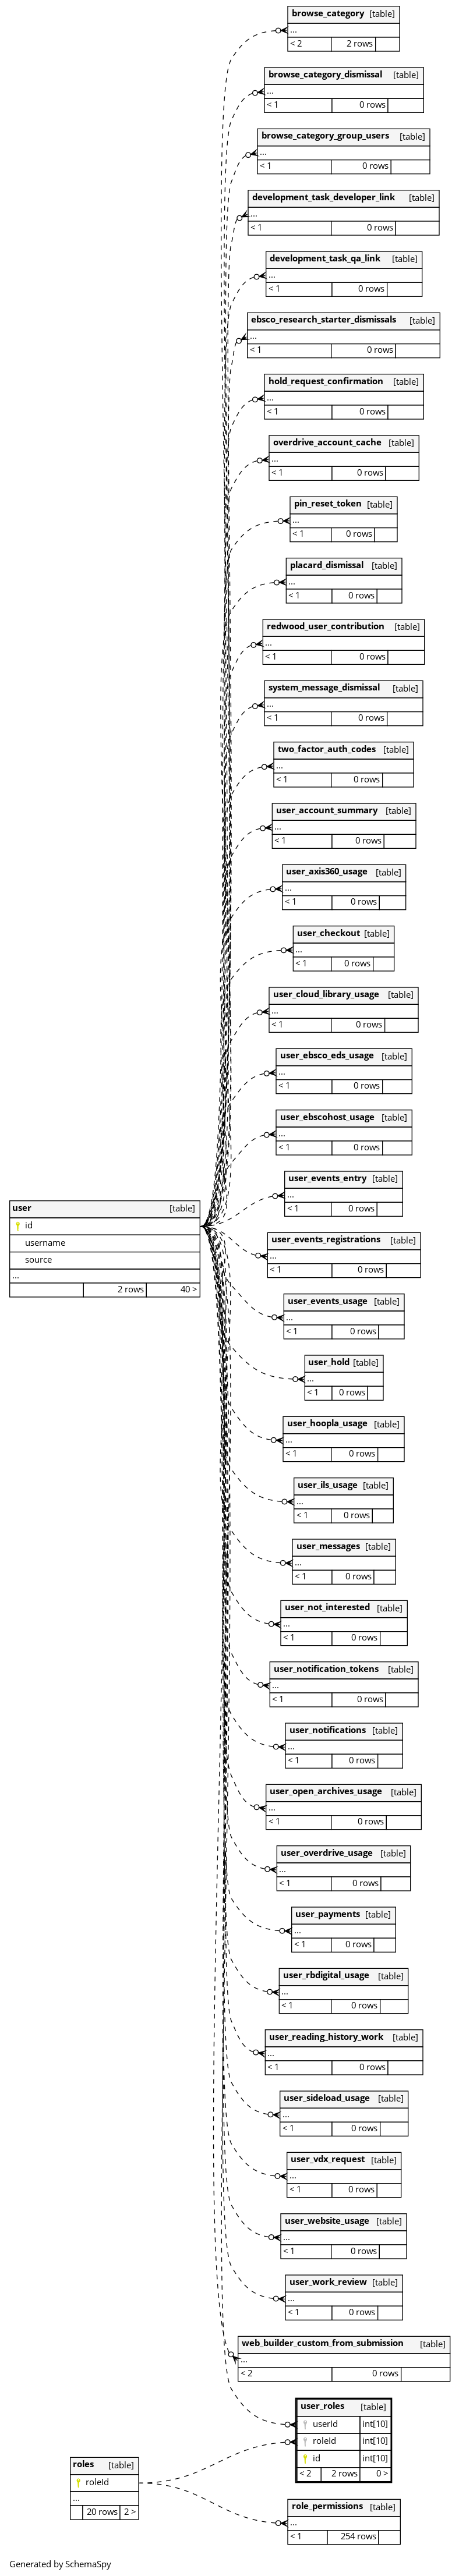 browse_category [table]
...
< 2 2 rows
browse_category_dismissal [table]
...
< 1 0 rows
browse_category_group_users [table]
...
< 1 0 rows
development_task_developer_link [table]
...
< 1 0 rows
development_task_qa_link [table]
...
< 1 0 rows
ebsco_research_starter_dismissals [table]
...
< 1 0 rows
hold_request_confirmation [table]
...
< 1 0 rows
overdrive_account_cache [table]
...
< 1 0 rows
pin_reset_token [table]
...
< 1 0 rows
placard_dismissal [table]
...
< 1 0 rows
redwood_user_contribution [table]
...
< 1 0 rows
system_message_dismissal [table]
...
< 1 0 rows
two_factor_auth_codes [table]
...
< 1 0 rows
user_account_summary [table]
...
< 1 0 rows
user_axis360_usage [table]
...
< 1 0 rows
user_checkout [table]
...
< 1 0 rows
user_cloud_library_usage [table]
...
< 1 0 rows
user_ebsco_eds_usage [table]
...
< 1 0 rows
user_ebscohost_usage [table]
...
< 1 0 rows
user_events_entry [table]
...
< 1 0 rows
user [table]
id
username
source
...
2 rows 40 >
user_events_registrations [table]
...
< 1 0 rows
user_events_usage [table]
...
< 1 0 rows
user_hold [table]
...
< 1 0 rows
user_hoopla_usage [table]
...
< 1 0 rows
user_ils_usage [table]
...
< 1 0 rows
user_messages [table]
...
< 1 0 rows
user_not_interested [table]
...
< 1 0 rows
user_notification_tokens [table]
...
< 1 0 rows
user_notifications [table]
...
< 1 0 rows
user_open_archives_usage [table]
...
< 1 0 rows
user_overdrive_usage [table]
...
< 1 0 rows
user_payments [table]
...
< 1 0 rows
user_rbdigital_usage [table]
...
< 1 0 rows
user_reading_history_work [table]
...
< 1 0 rows
user_sideload_usage [table]
...
< 1 0 rows
user_vdx_request [table]
...
< 1 0 rows
user_website_usage [table]
...
< 1 0 rows
user_work_review [table]
...
< 1 0 rows
web_builder_custom_from_submission [table]
...
< 2 0 rows
user_roles [table]
userId int[10]
roleId int[10]
id int[10]
< 2 2 rows 0 >
roles [table]
roleId
...
20 rows 2 >
role_permissions [table]
...
< 1 254 rows
Generated by SchemaSpy